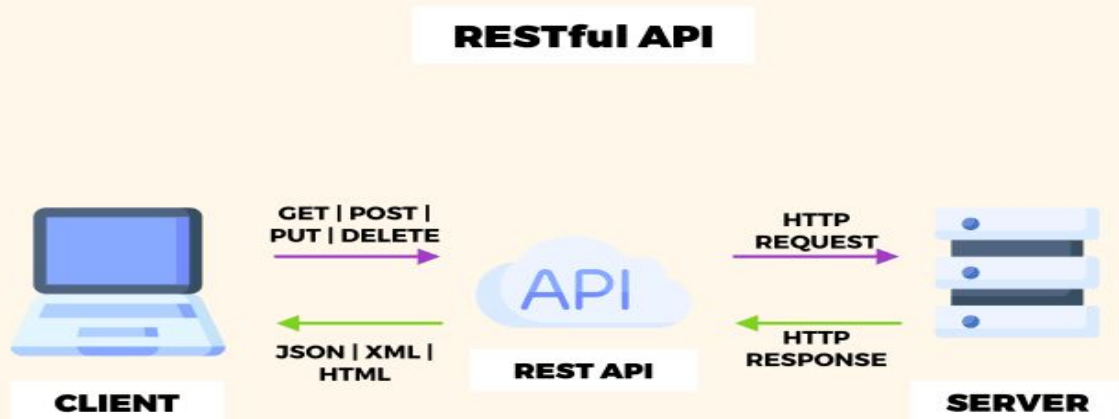 RESTful API
GET | POST |
PUT | DELETE
HTTP
REQUEST
API
JSON | XML |
HTML
REST API
HTTP
RESPONSE
CLIENT
SERVER